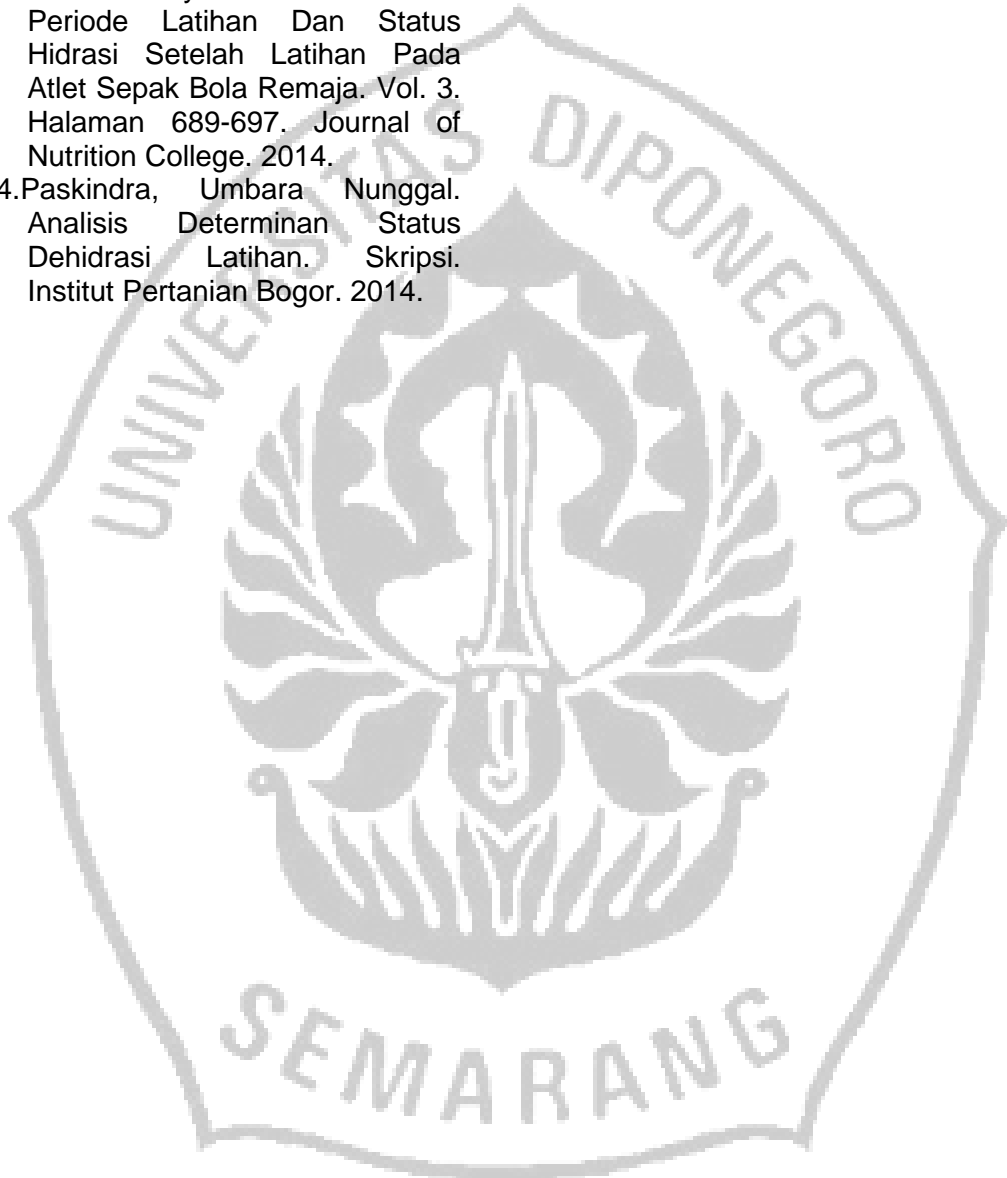 Periode Latihan Dan Status
Hidrasi Setelah Latihan Pada
Atlet Sepak Bola Remaja. Vol. 3.
Halaman 689-697. Journal of
Nutrition College. 2014.
4.Paskindra, Umbara Nunggal.
Analisis Determinan Status
Dehidrasi Latihan. Skripsi.
Institut Pertanian Bogor. 2014.
UNIVERSITAS DIPONEGORO
SEMARANG